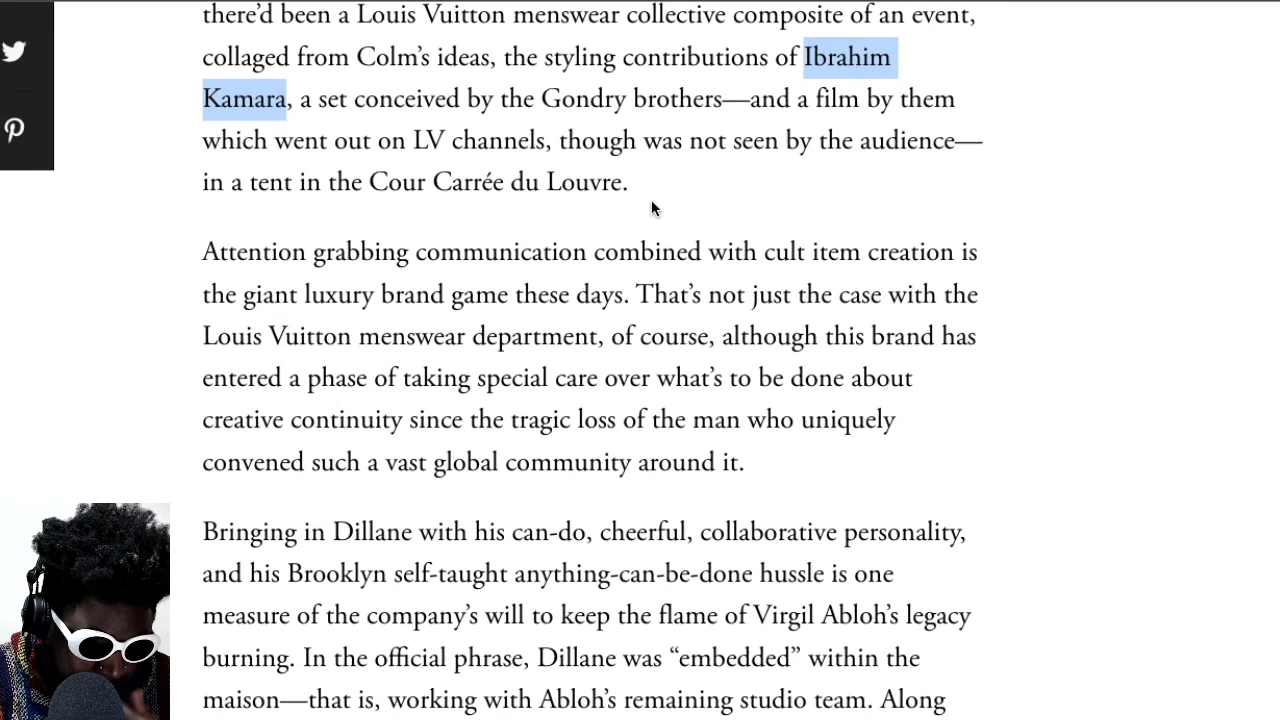 there’d been a Louis Vuitton menswear collective composite of an event,
collaged from Colm’s ideas, the styling contributions of Ibrahim
Kamara, a set conceived by the Gondry brothers—and a film by them
which went out on LV channels, though was not seen by the audience—
in a tent in the Cour Carrée du Louvre.
Attention grabbing communication combined with cult item creation is
the giant luxury brand game these days. That’s not just the case with the
Louis Vuitton menswear department, of course, although this brand has
entered a phase of taking special care over what’s to be done about
creative continuity since the tragic loss of the man who uniquely
convened such a vast global community around it.
Bringing in Dillane with his can-do, cheerful, collaborative personality,
and his Brooklyn self-taught anything-can-be-done hussle is one
measure of the company’s will to keep the flame of Virgil Abloh’s legacy
burning. In the official phrase, Dillane was “embedded” within the
maison—that is, working with Abloh’s remaining studio team. Along